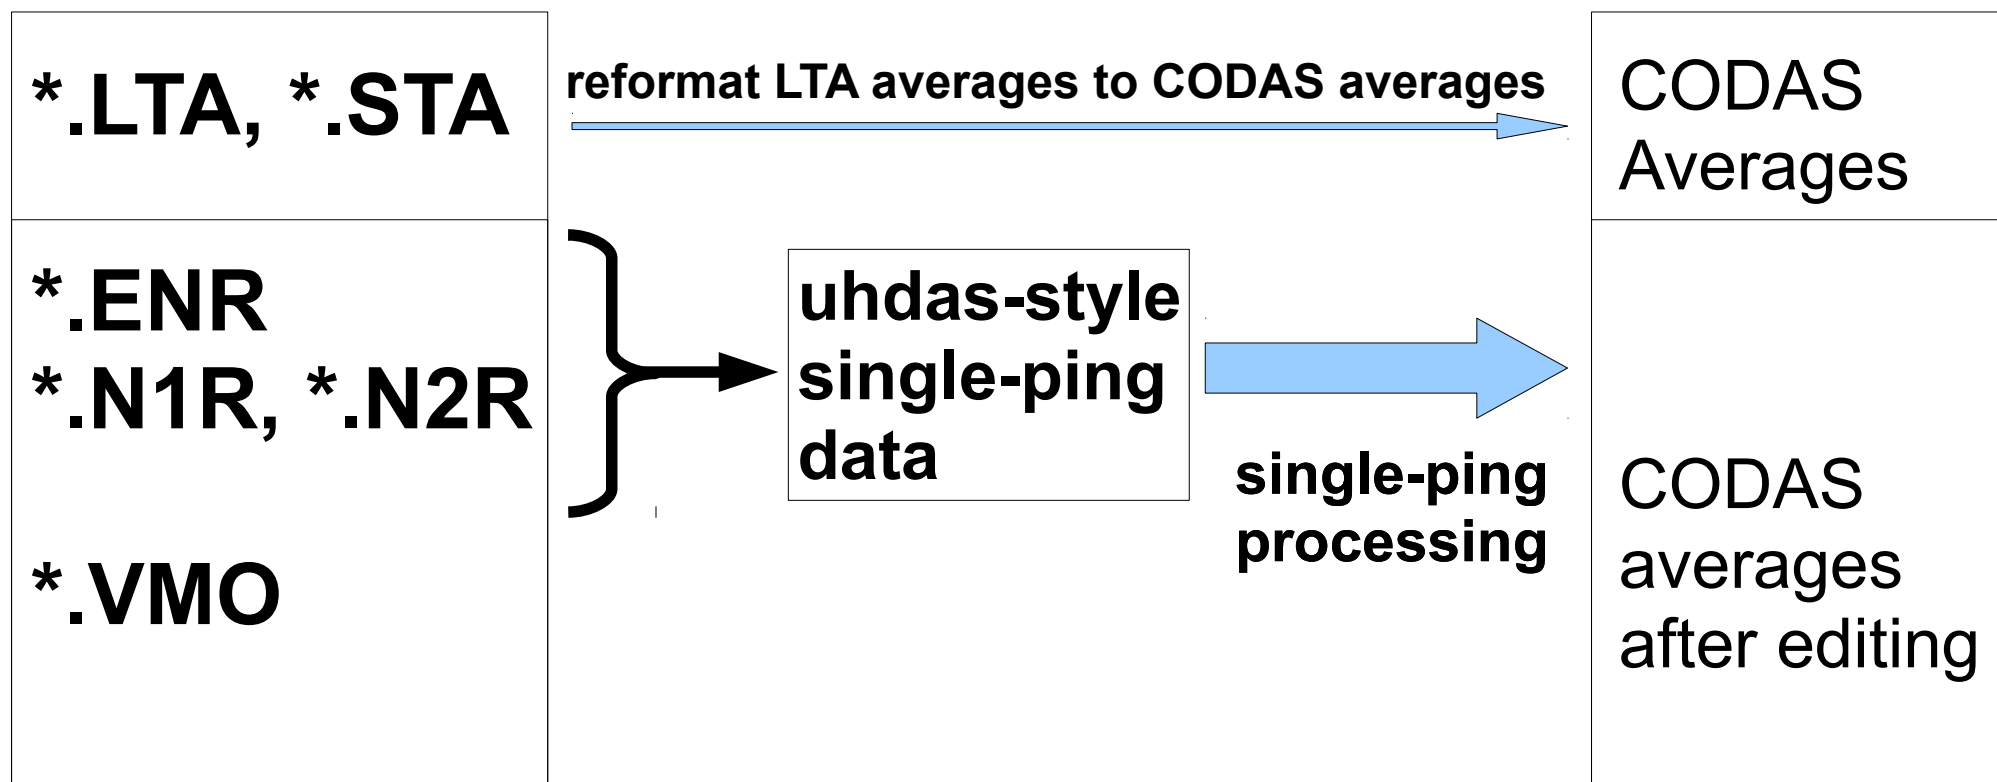 *.LTA, *.STA
reformat LTA averages to CODAS averages
CODAS
Averages
*.ENR
*.N1R, *.N2R
*.VMO
uhdas-style
single-ping
data
single-ping
processing
CODAS
averages
after editing